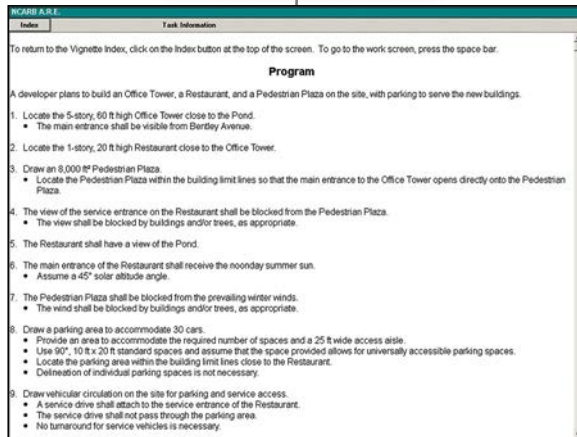 NCARB A.R.E.
Index Task Information
To return to the Vignette Index, click on the Index button at the top of the screen. To go to the work screen, press the space bar.
Program
A developer plans to build an Office Tower, a Restaurant, and a Pedestrian Plaza on the site, with parking to serve the new buildings.
1. Locate the 5-story, 60 ft high Office Tower close to the Pond.
• The main entrance shall be visible from Bentley Avenue.
2. Locate the 1-story, 20 ft high Restaurant close to the Office Tower.
3. Draw an 8,000 ft² Pedestrian Plaza.
• Locate the Pedestrian Plaza within the building limit lines so that the main entrance to the Office Tower opens directly onto the Pedestrian
Plaza.
4. The view of the service entrance on the Restaurant shall be blocked from the Pedestrian Plaza.
• The view shall be blocked by buildings and/or trees, as appropriate.
5. The Restaurant shall have a view of the Pond.
6. The main entrance of the Restaurant shall receive the noonday summer sun.
• Assume a 45° solar altitude angle.
7. The Pedestrian Plaza shall be blocked from the prevailing winter winds.
• The wind shall be blocked by buildings and/or trees, as appropriate.
8. Draw a parking area to accommodate 30 cars.
• Provide an area to accommodate the required number of spaces and a 25 ft wide access aisle.
• Use 90°, 10 ft x 20 ft standard spaces and assume that the space provided allows for universally accessible parking spaces.
• Locate the parking area within the building limit lines close to the Restaurant.
• Delineation of individual parking spaces is not necessary.
9. Draw vehicular circulation on the site for parking and service access.
• A service drive shall attach to the service entrance of the Restaurant.
• The service drive shall not pass through the parking area.
• No turnaround for service vehicles is necessary.